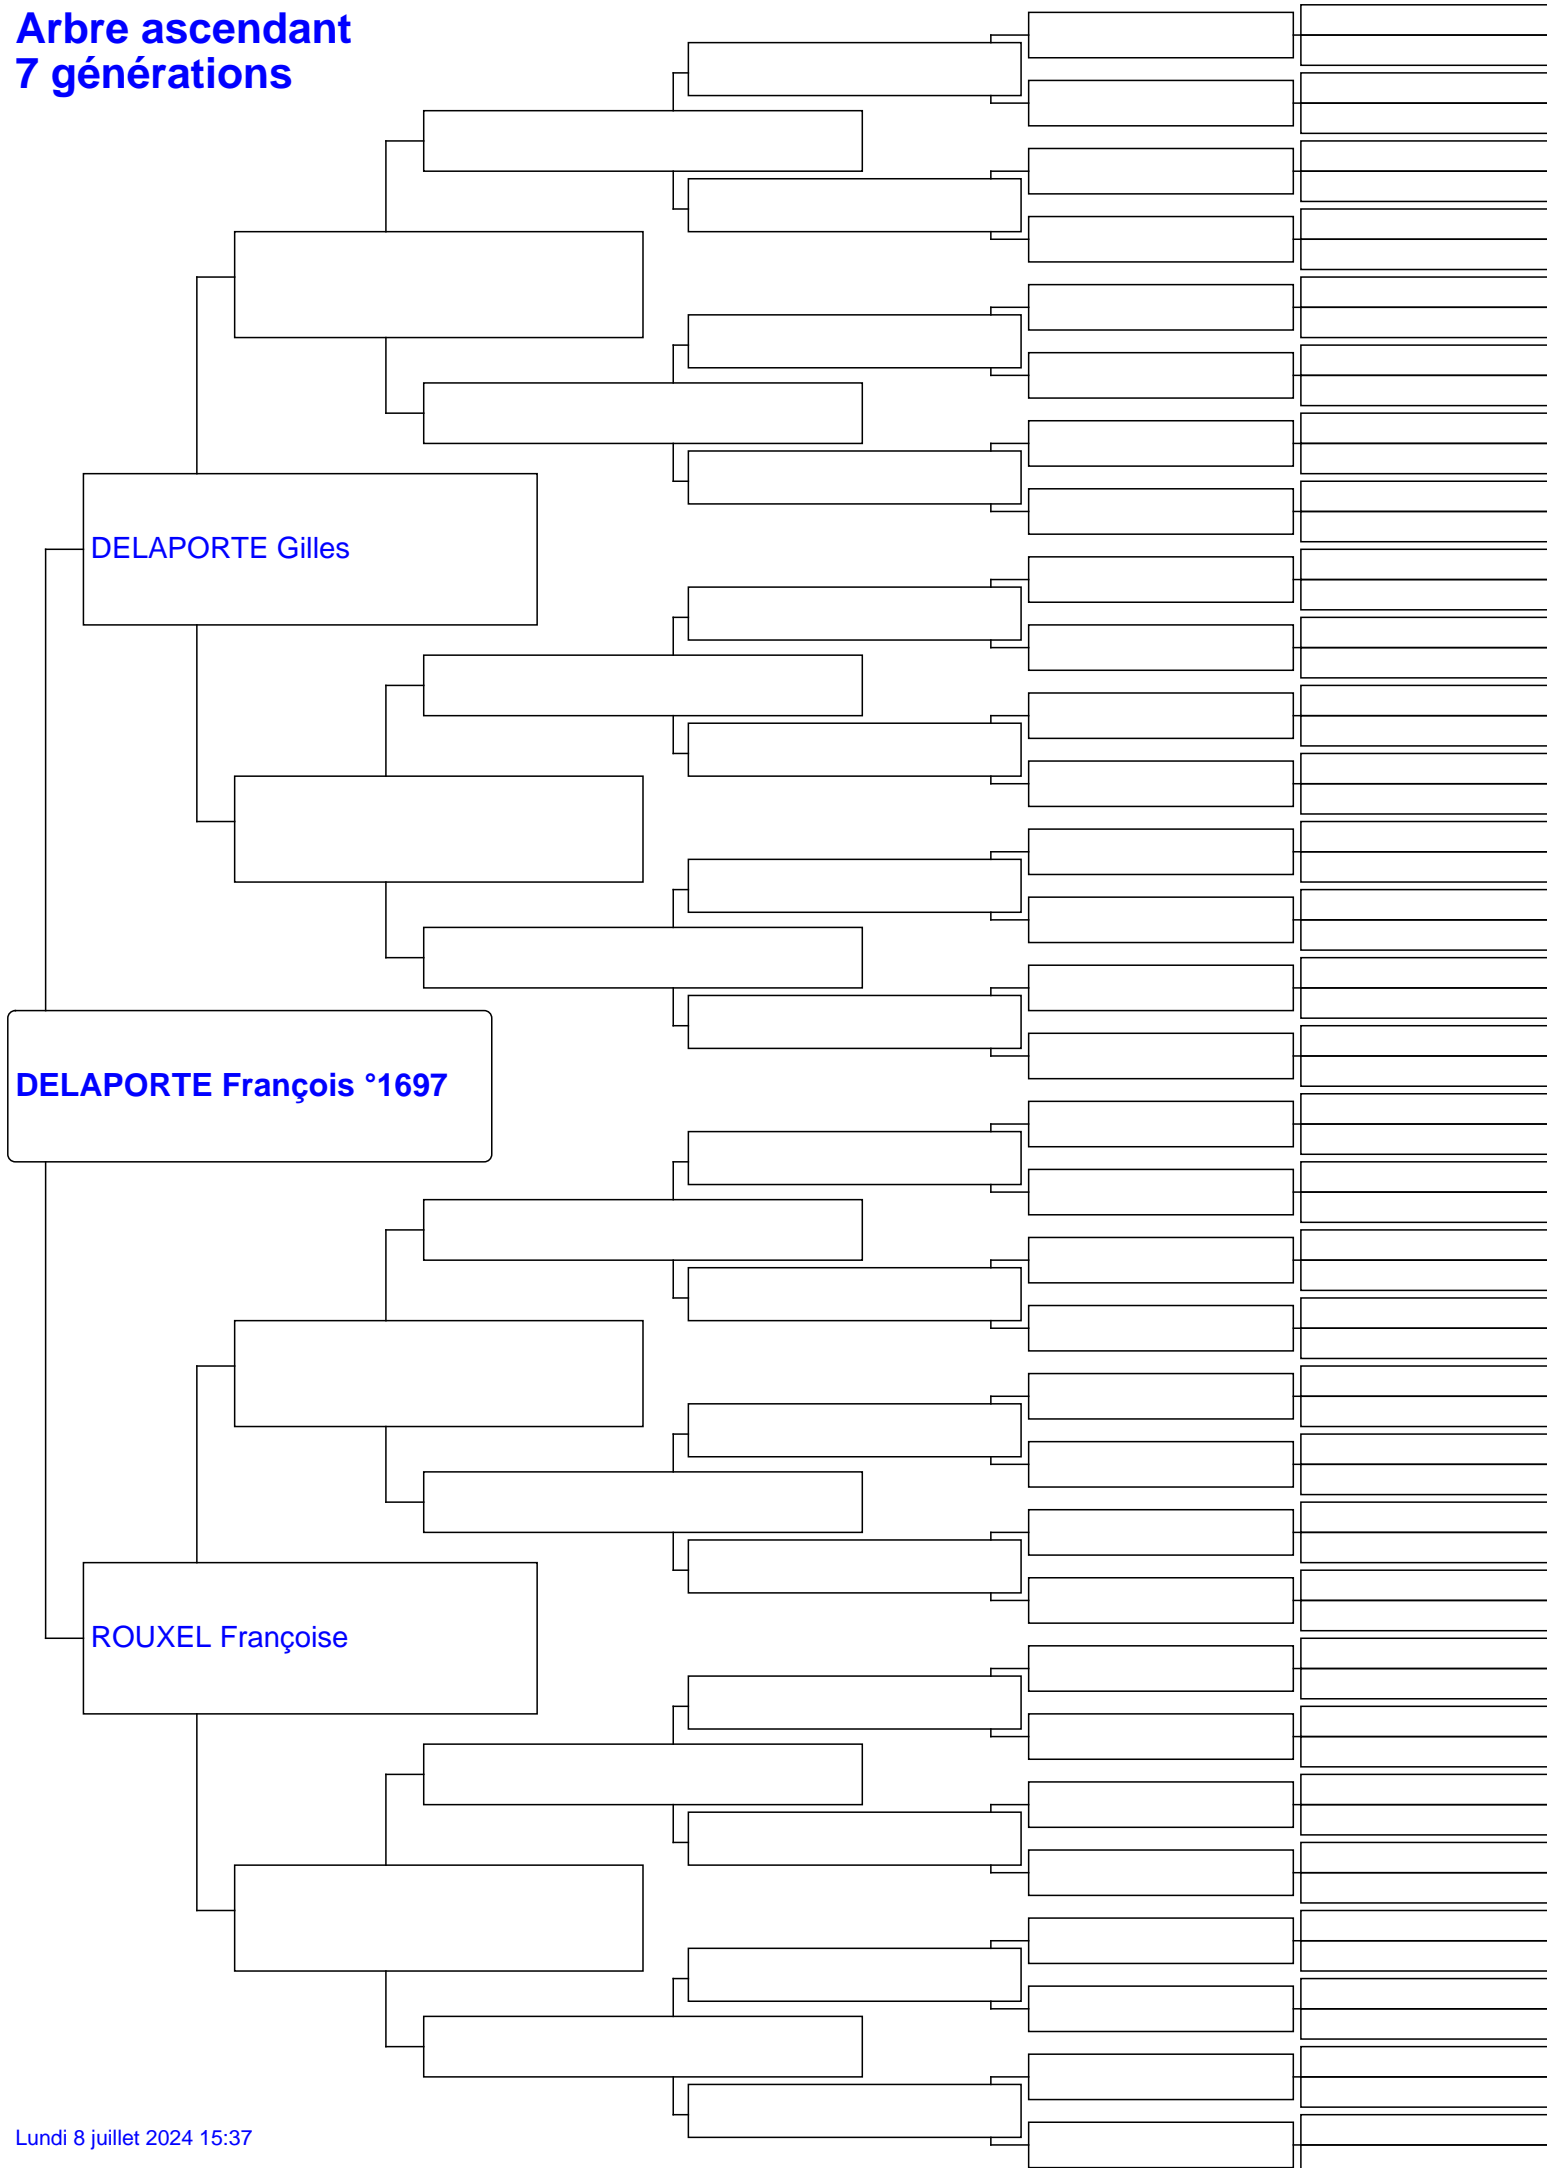 Arbre ascendant
7 générations
DELAPORTE Gilles
DELAPORTE François °1697
ROUXEL Françoise
Lundi 8 juillet 2024 15:37